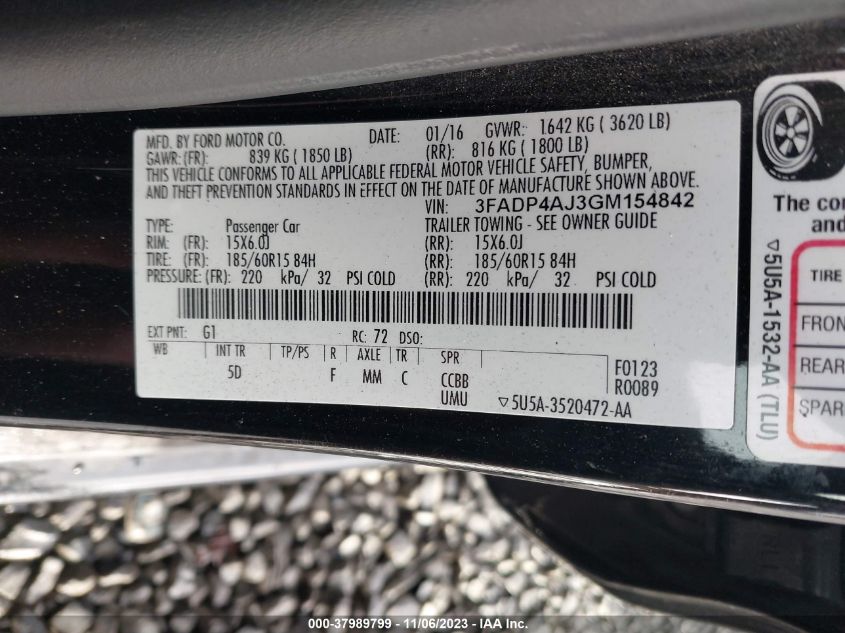 MFD. BY FORD MOTOR CO. DATE: 01/16 GVWR: 1642 KG ( 3620 LB)
GAWR: (FR): 839 KG ( 1850 LB) (RR): 816 KG ( 1800 LB)
THIS VEHICLE CONFORMS TO ALL APPLICABLE FEDERAL MOTOR VEHICLE SAFETY, BUMPER,
AND THEFT PREVENTION STANDARDS IN EFFECT ON THE DATE OF MANUFACTURE SHOWN ABOVE.
VIN: 3FADP4AJ3GM154842
TYPE: Passenger Car TRAILER TOWING - SEE OWNER GUIDE
RIM: (FR): 15X6.0J (RR): 15X6.0J
TIRE: (FR): 185/60R15 84H (RR): 185/60R15 84H
PRESSURE: (FR): 220 kPa/ 32 PSI COLD (RR): 220 kPa/ 32 PSI COLD
EXT PNT: G1 RC: 72 DSO:
WB INT TR TP/PS R AXLE TR SPR
5D F MM C CCBB
UMU
F0123
R0089
▽5U5A-3520472-AA
The con
and
▽5U5A-1532-AA (TLU)
TIRE
FRON
REAR
SPAR
000-37989799 - 11/06/2023 - © IAA Inc.